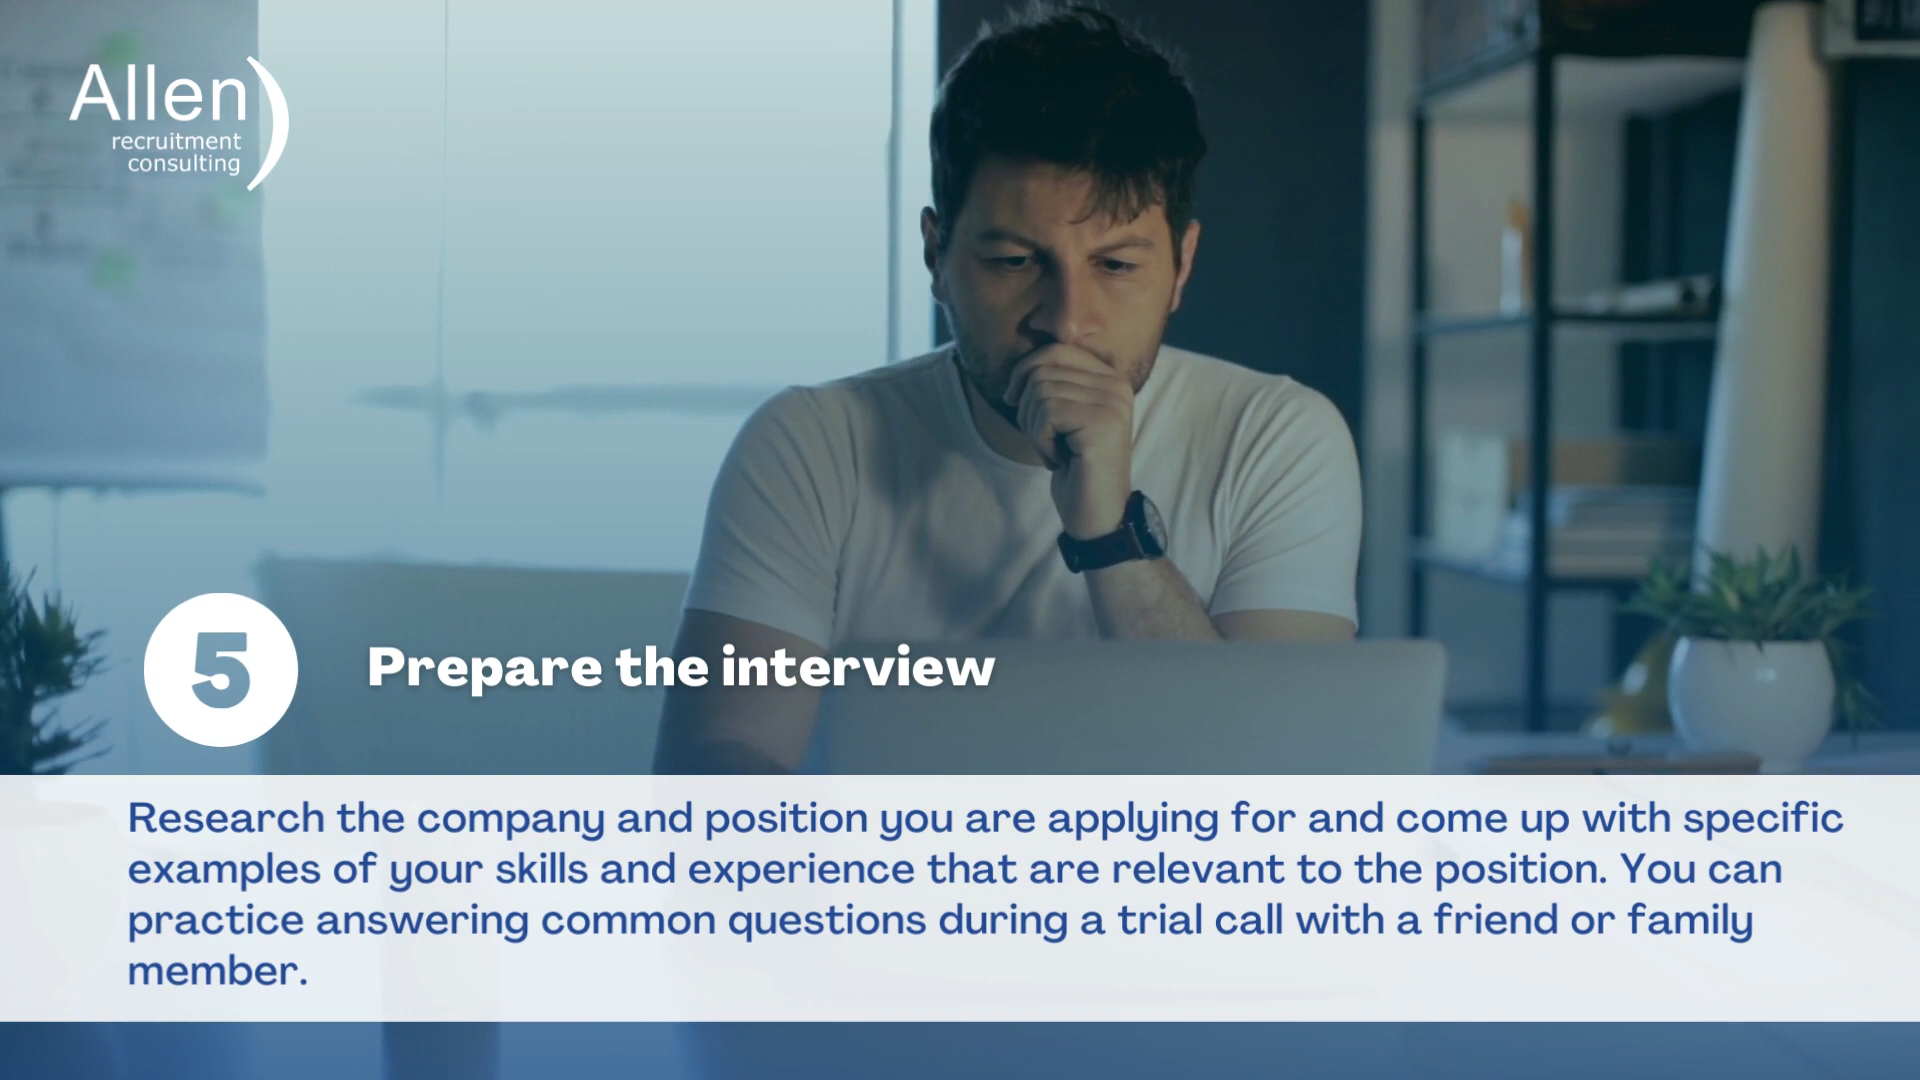 Allen
recruitment
consulting
5
Prepare the interview
Research the company and position you are applying for and come up with specific
examples of your skills and experience that are relevant to the position. You can
practice answering common questions during a trial call with a friend or family
member.